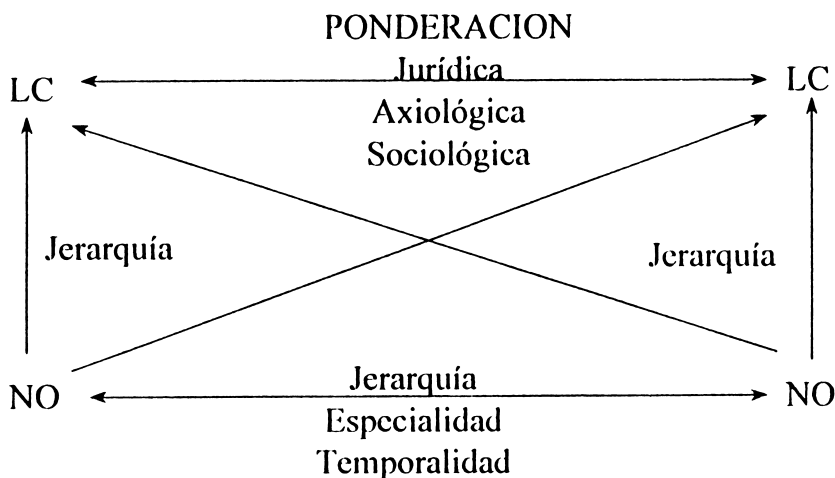 PONDERACION
LC Jurídica LC
Axiológica
Sociológica
Jerarquía Jerarquía
NO Jerarquía NO
Especialidad
Temporalidad